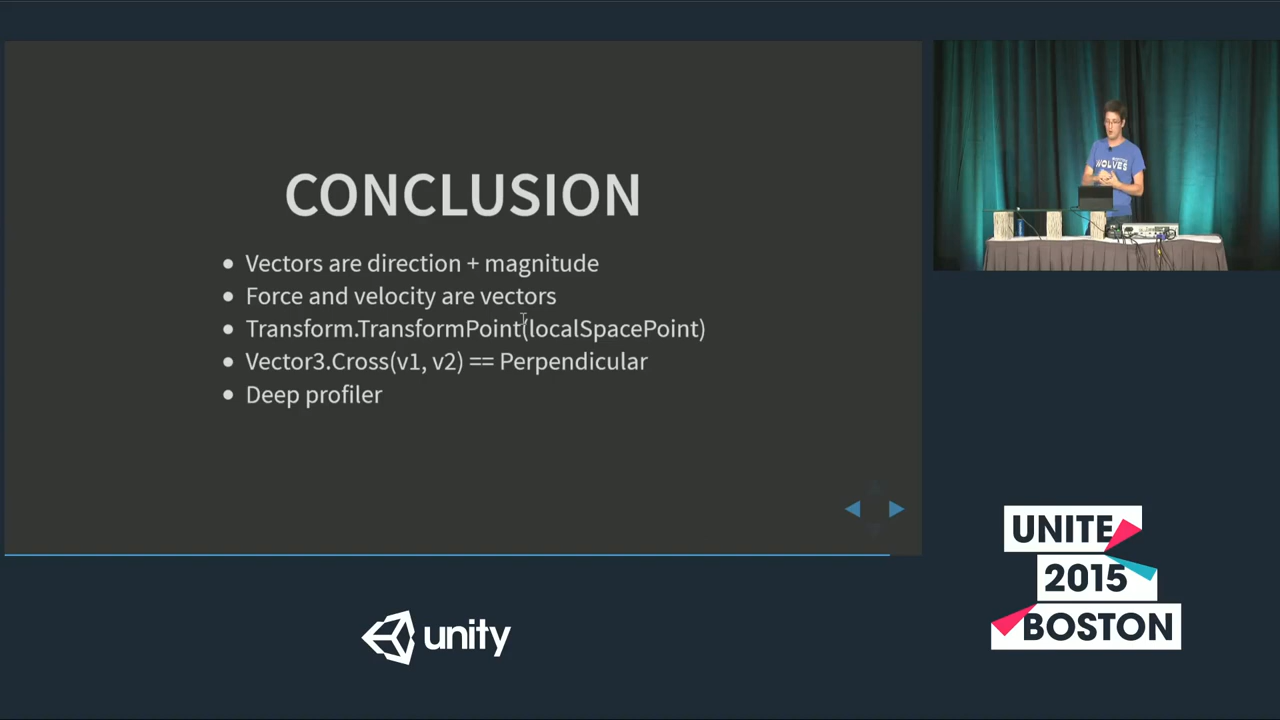 CONCLUSION
Vectors are direction + magnitude
Force and velocity are vectors
Transform.TransformPoint(localSpacePoint)
Vector3.Cross(v1, v2) == Perpendicular
Deep profiler
WOLVES
unity
UNITE
2015
BOSTON